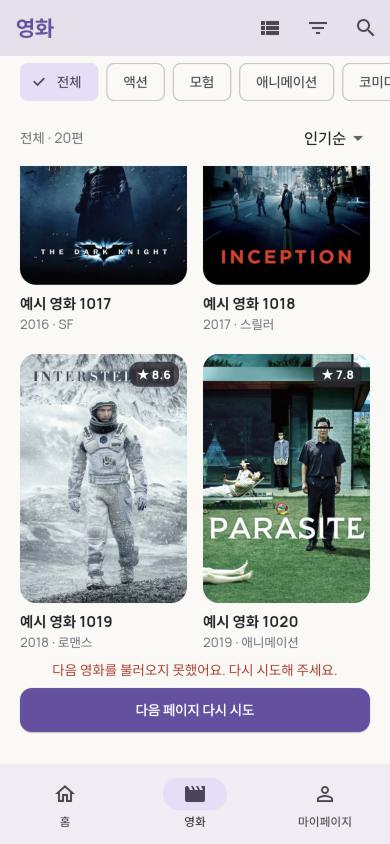 영화
전체
액션
모험
애니메이션
코미디
전체 · 20편
인기순
THE DARK KNIGHT
INCEPTION
예시 영화 1017
예시 영화 1018
2016 · SF
2017 · 스릴러
INTERSTEL
★ 8.6
★ 7.8
PARASITE
예시 영화 1019
예시 영화 1020
2018 · 로맨스
2019 · 애니메이션
다음 영화를 불러오지 못했어요. 다시 시도해 주세요.
다음 페이지 다시 시도
홈
영화
마이페이지